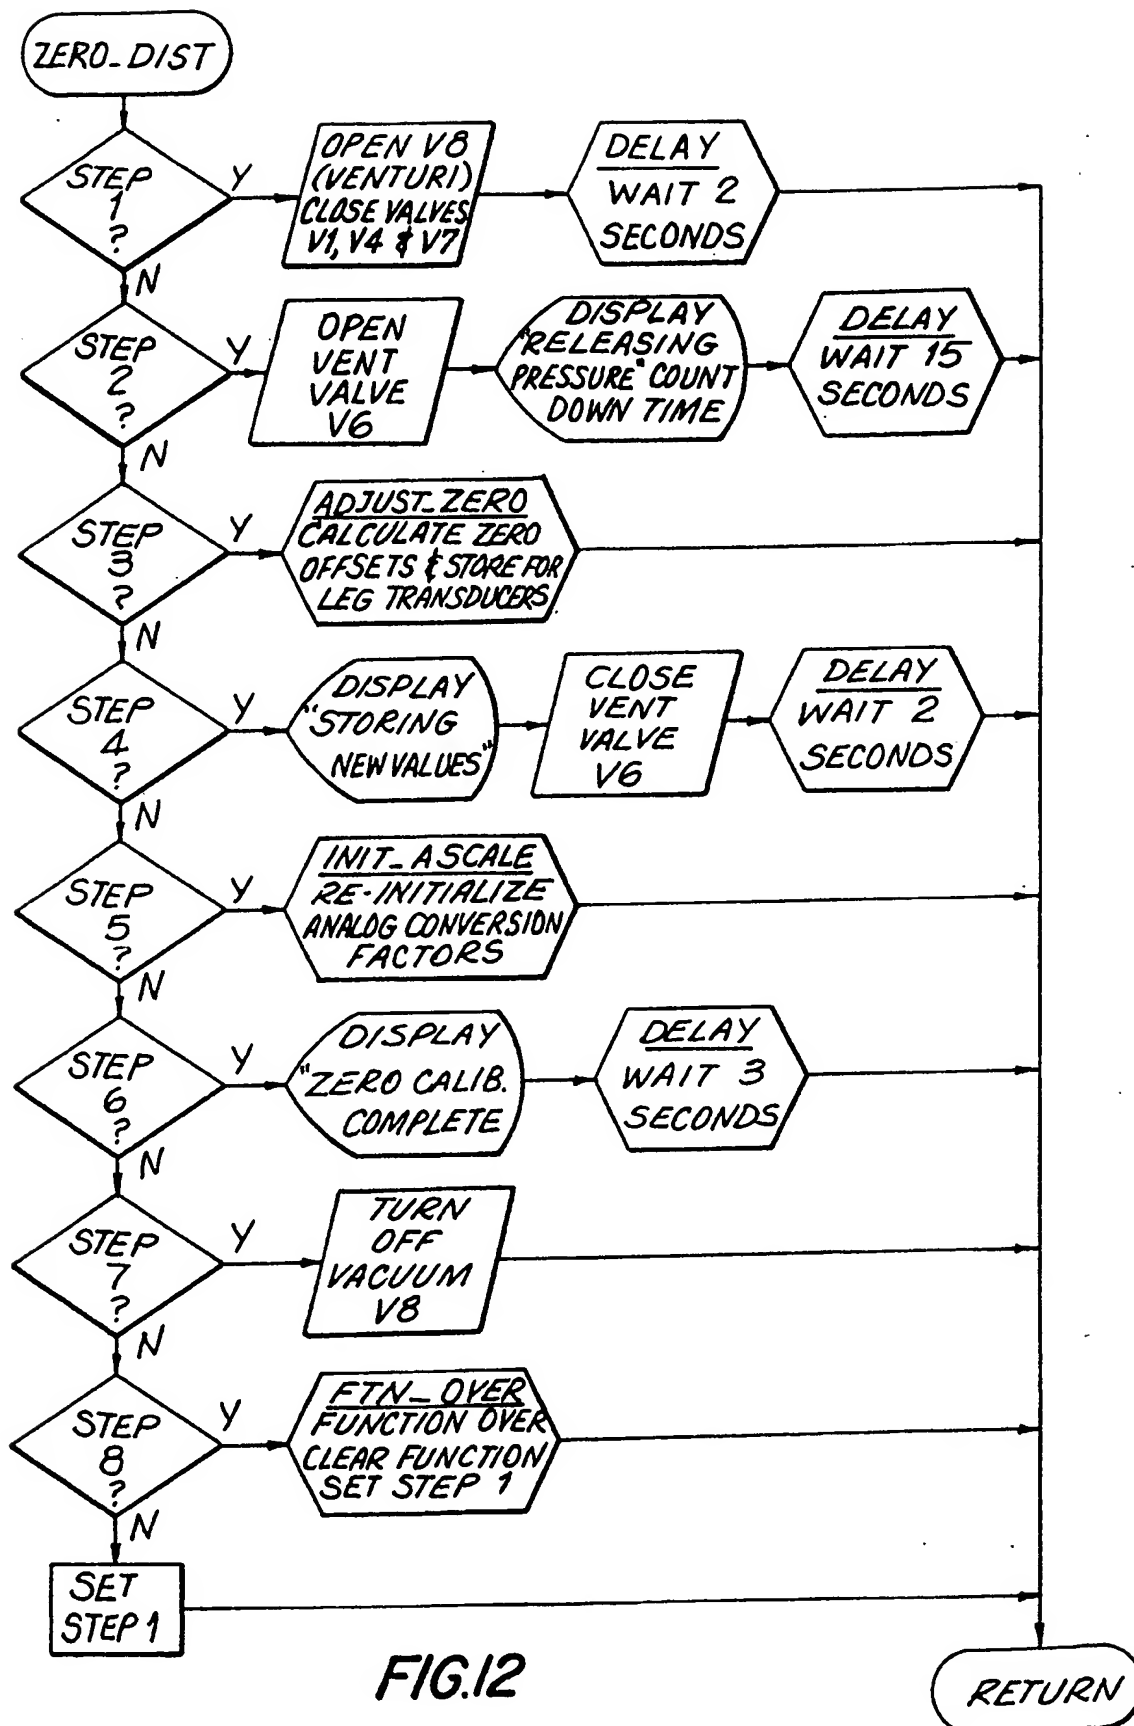 ZERO_DIST
STEP
1
?
Y
OPEN V8
(VENTURI)
CLOSE VALVES
V1, V4 & V7
DELAY
WAIT 2
SECONDS
N
STEP
2
?
Y
OPEN
VENT
VALVE
V6
DISPLAY
"RELEASING
PRESSURE" COUNT
DOWN TIME
DELAY
WAIT 15
SECONDS
N
STEP
3
?
Y
ADJUST_ZERO
CALCULATE ZERO
OFFSETS & STORE FOR
LEG TRANSDUCERS
N
STEP
4
?
Y
DISPLAY
"STORING
NEW VALUES"
CLOSE
VENT
VALVE
V6
DELAY
WAIT 2
SECONDS
N
STEP
5
?
Y
INIT_ASCALE
RE-INITIALIZE
ANALOG CONVERSION
FACTORS
N
STEP
6
?
Y
DISPLAY
"ZERO CALIB.
COMPLETE
DELAY
WAIT 3
SECONDS
N
STEP
7
?
Y
TURN
OFF
VACUUM
V8
N
STEP
8
?
Y
FTN_OVER
FUNCTION OVER
CLEAR FUNCTION
SET STEP 1
N
SET
STEP 1
RETURN
FIG.12